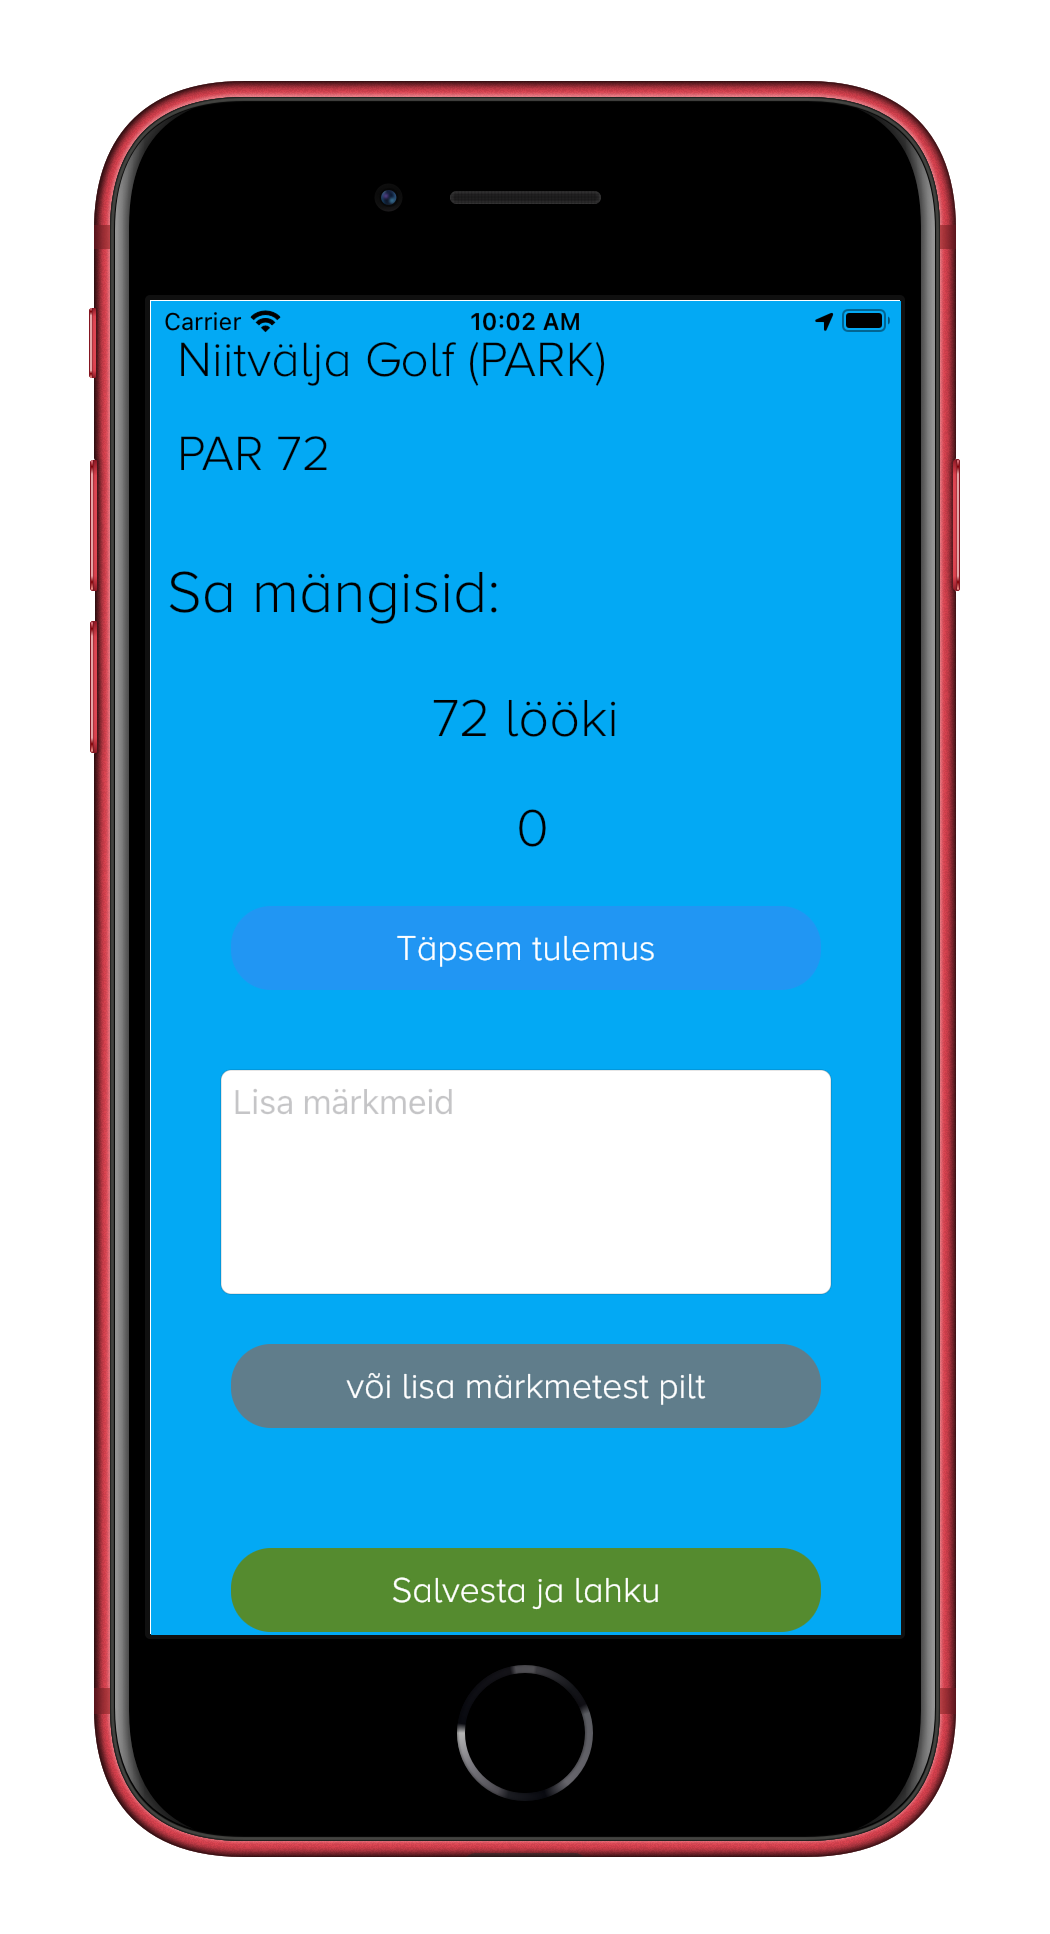 Carrier 10:02 AM
Niitvälja Golf (PARK)
PAR 72
Sa mängisid:
72 lööki
0
Täpsem tulemus
Lisa märkmeid
või lisa märkmetest pilt
Salvesta ja lahku